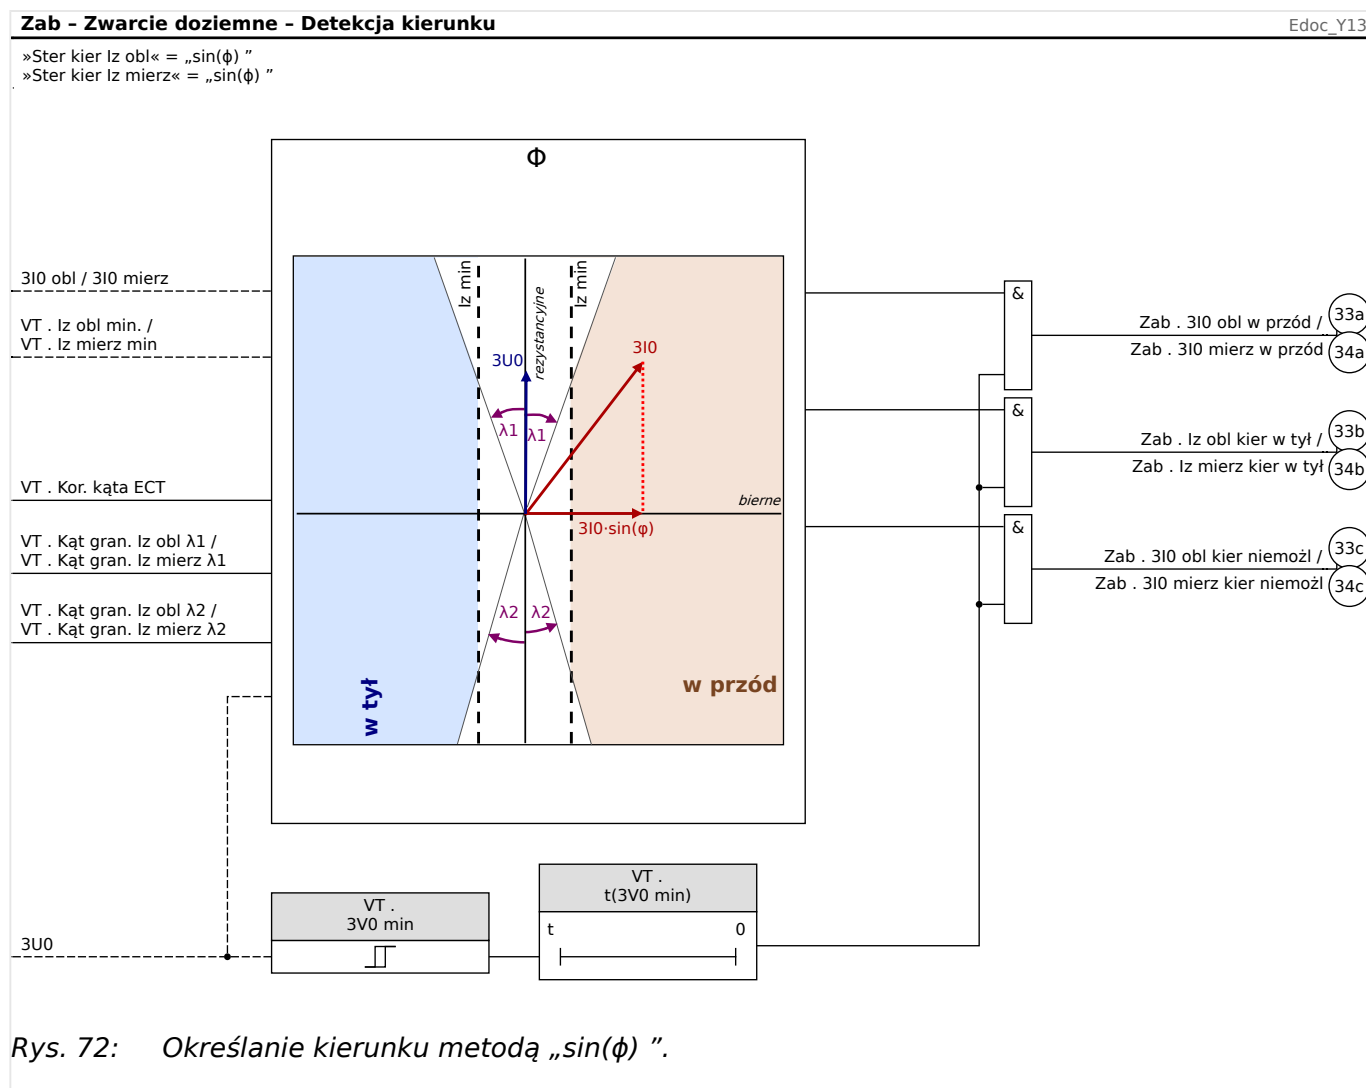 Zab – Zwarcie doziemne – Detekcja kierunku
Edoc_Y13
»Ster kier Iz obl« = „sin(ϕ) ”
»Ster kier Iz mierz« = „sin(ϕ) ”
Φ
3I0 obl / 3I0 mierz
VT . Iz obl min. /
VT . Iz mierz min
VT . Kor. kąta ECT
VT . Kąt gran. Iz obl λ1 /
VT . Kąt gran. Iz mierz λ1
VT . Kąt gran. Iz obl λ2 /
VT . Kąt gran. Iz mierz λ2
Iz min
rezystancyjne
Iz min
3U0
3I0
λ1
λ1
bierne
3I0·sin(φ)
λ2
λ2
w tył
w przód
&
Zab . 3I0 obl w przód /
33a
Zab . 3I0 mierz w przód
34a
&
Zab . Iz obl kier w tył /
33b
Zab . Iz mierz kier w tył
34b
&
Zab . 3I0 obl kier niemożl /
33c
Zab . 3I0 mierz kier niemożl
34c
3U0
VT .
3V0 min
VT .
t(3V0 min)
t
0
Rys. 72: Określanie kierunku metodą „sin(ϕ) ”.